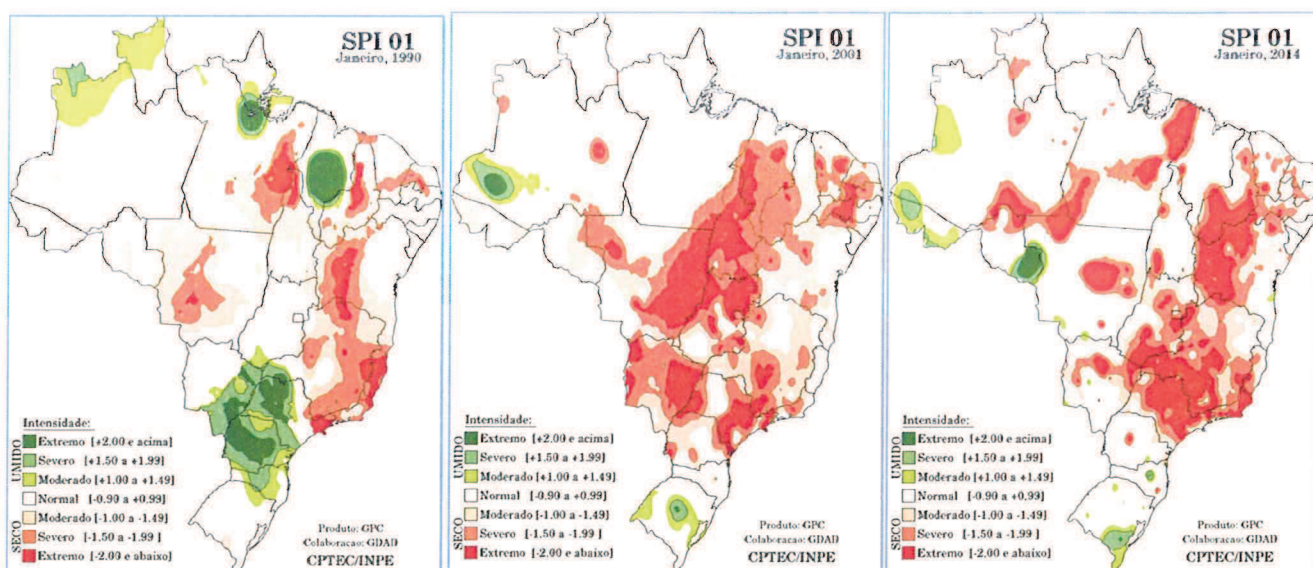 SPI 01
Janeiro, 1990
Intensidade:
UMIDO
Extremo [+2.00 e acima]
Severo [+1.50 a +1.99]
Moderado [+1.00 a +1.49]
Normal [-0.90 a +0.99]
SECO
Moderado [-1.00 a -1.49]
Severo [-1.50 a -1.99 ]
Extremo [-2.00 e abaixo]
Produto: GPC
Colaboracao: GDAD
CPTEC/INPE
SPI 01
Janeiro, 2001
Intensidade:
UMIDO
Extremo [+2.00 e acima]
Severo [+1.50 a +1.99]
Moderado [+1.00 a +1.49]
Normal [-0.90 a +0.99]
SECO
Moderado [-1.00 a -1.49]
Severo [-1.50 a -1.99 ]
Extremo [-2.00 e abaixo]
Produto: GPC
Colaboracao: GDAD
CPTEC/INPE
SPI 01
Janeiro, 2014
Intensidade:
UMIDO
Extremo [+2.00 e acima]
Severo [+1.50 a +1.99]
Moderado [+1.00 a +1.49]
Normal [-0.90 a +0.99]
SECO
Moderado [-1.00 a -1.49]
Severo [-1.50 a -1.99 ]
Extremo [-2.00 e abaixo]
Produto: GPC
Colaboracao: GDAD
CPTEC/INPE